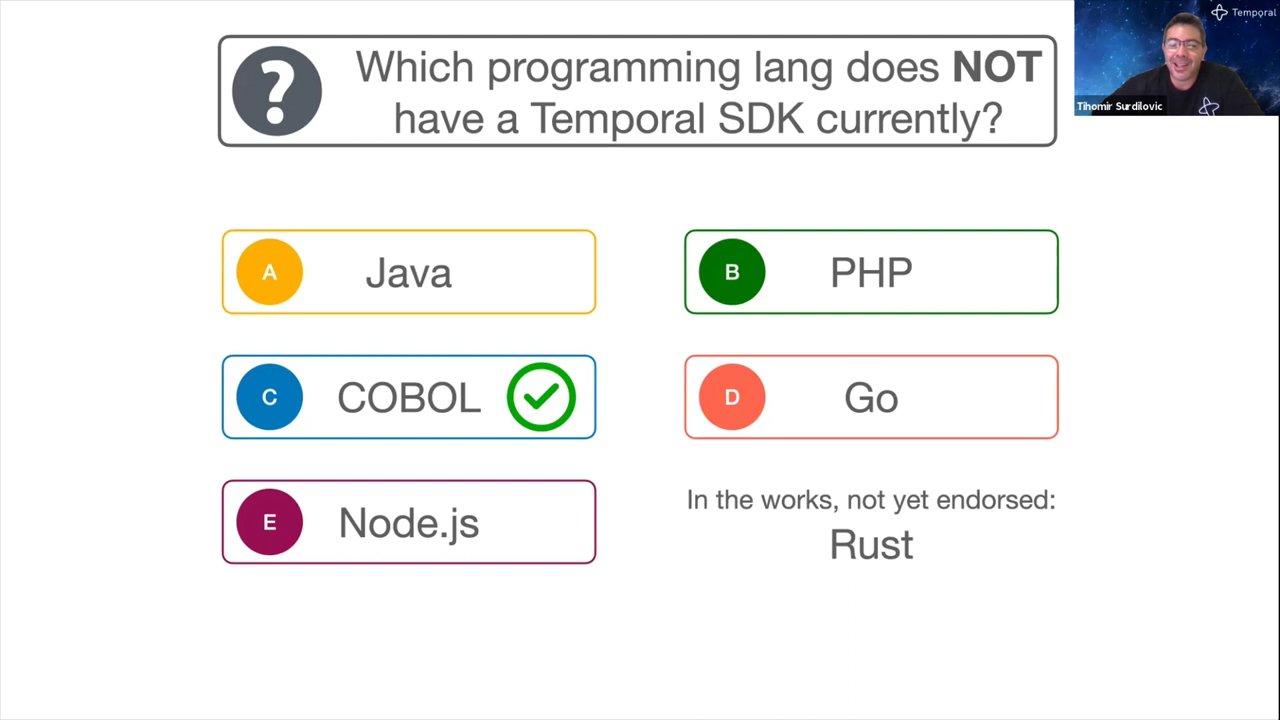 ?
Which programming lang does NOT
have a Temporal SDK currently?
Temporal
Tihomir Surdilovic
A Java
B PHP
C COBOL
D Go
E Node.js
In the works, not yet endorsed:
Rust